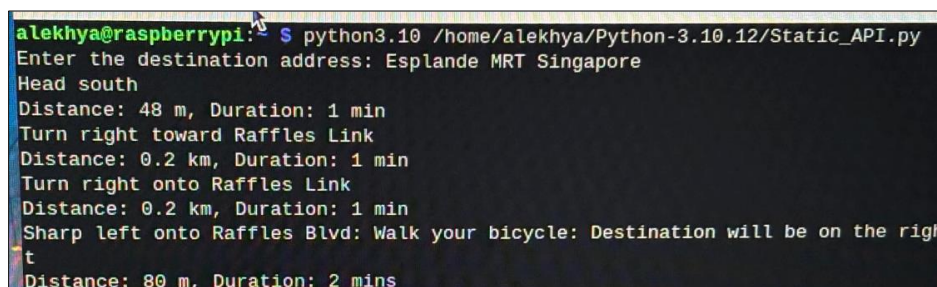 alekhya@raspberrypi:~ $ python3.10 /home/alekhya/Python-3.10.12/Static_API.py
Enter the destination address: Esplande MRT Singapore
Head south
Distance: 48 m, Duration: 1 min
Turn right toward Raffles Link
Distance: 0.2 km, Duration: 1 min
Turn right onto Raffles Link
Distance: 0.2 km, Duration: 1 min
Sharp left onto Raffles Blvd: Walk your bicycle: Destination will be on the righ
t
Distance: 80 m, Duration: 2 mins